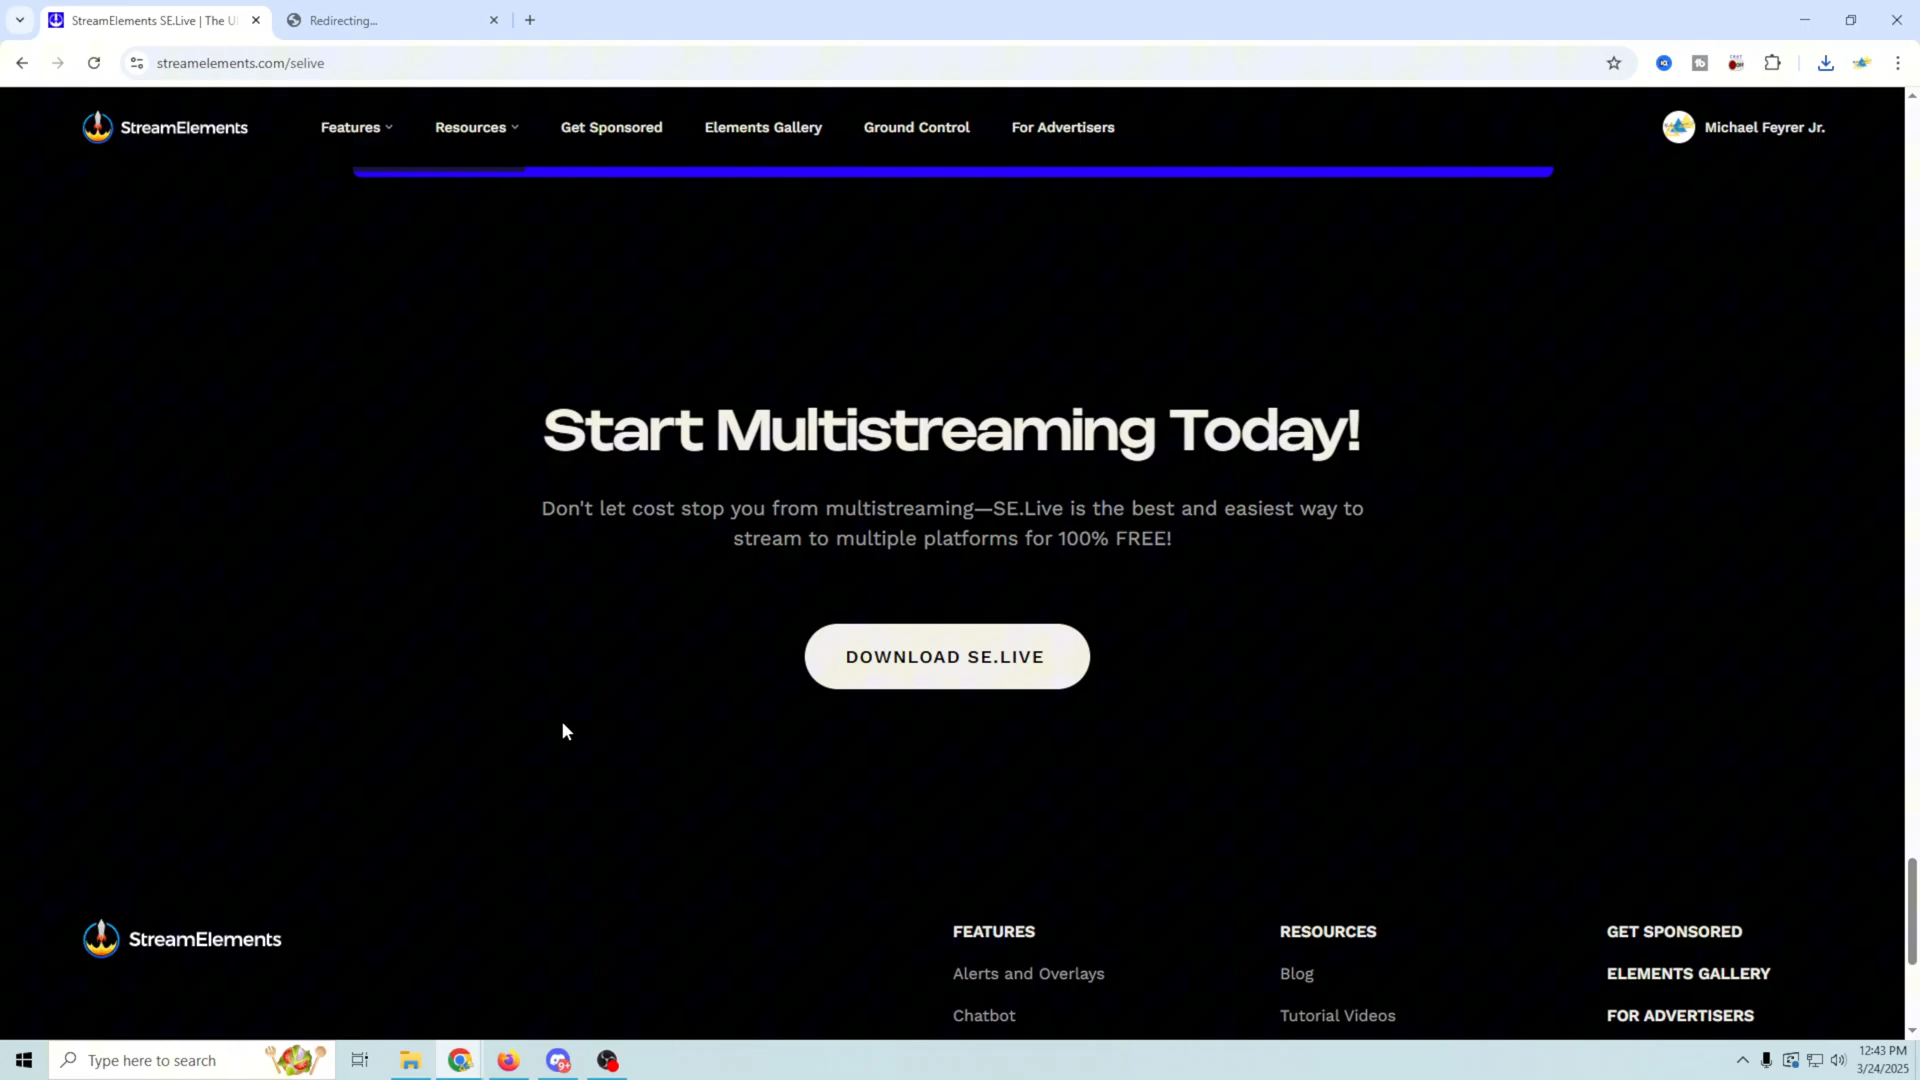 StreamElements SE.Live | The U
Redirecting...
streamelements.com/selive
StreamElements
Features
Resources
Get Sponsored
Elements Gallery
Ground Control
For Advertisers
Michael Feyrer Jr.
Start Multistreaming Today!
Don't let cost stop you from multistreaming—SE.Live is the best and easiest way to
stream to multiple platforms for 100% FREE!
DOWNLOAD SE.LIVE
StreamElements
FEATURES
RESOURCES
GET SPONSORED
Alerts and Overlays
Blog
ELEMENTS GALLERY
Chatbot
Tutorial Videos
FOR ADVERTISERS
Type here to search
9+
12:43 PM
3/24/2025